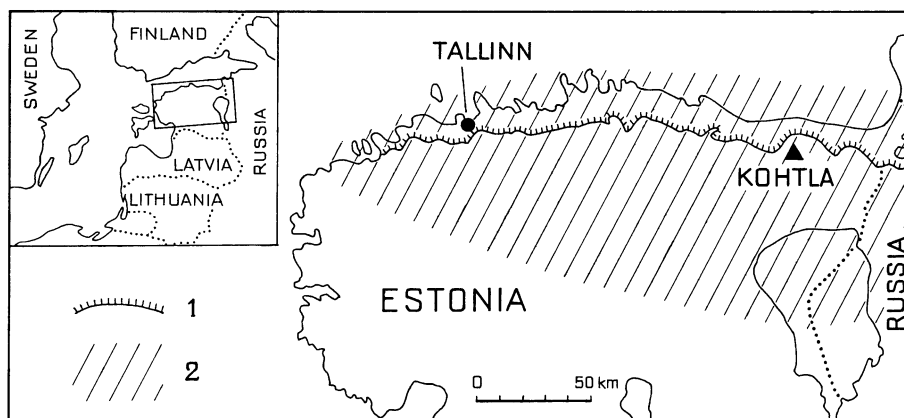 SWEDEN
FINLAND
RUSSIA
LATVIA
LITHUANIA
1
2
TALLINN
KOHTLA
ESTONIA
RUSSIA
0 50 km